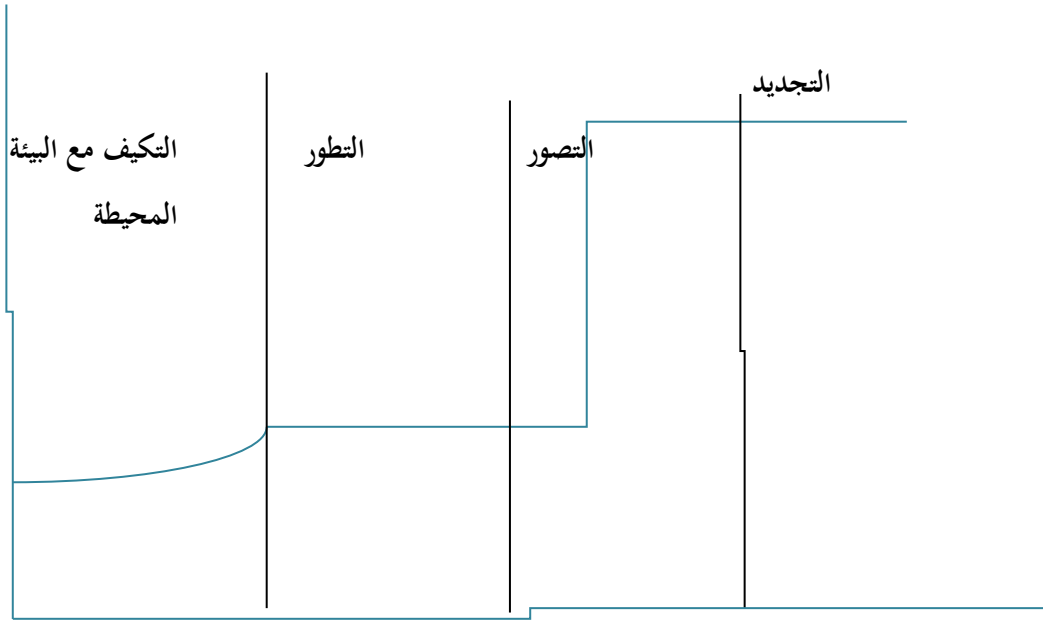 التجديد
التصور
التطور
التكيف مع البيئة
المحيطة